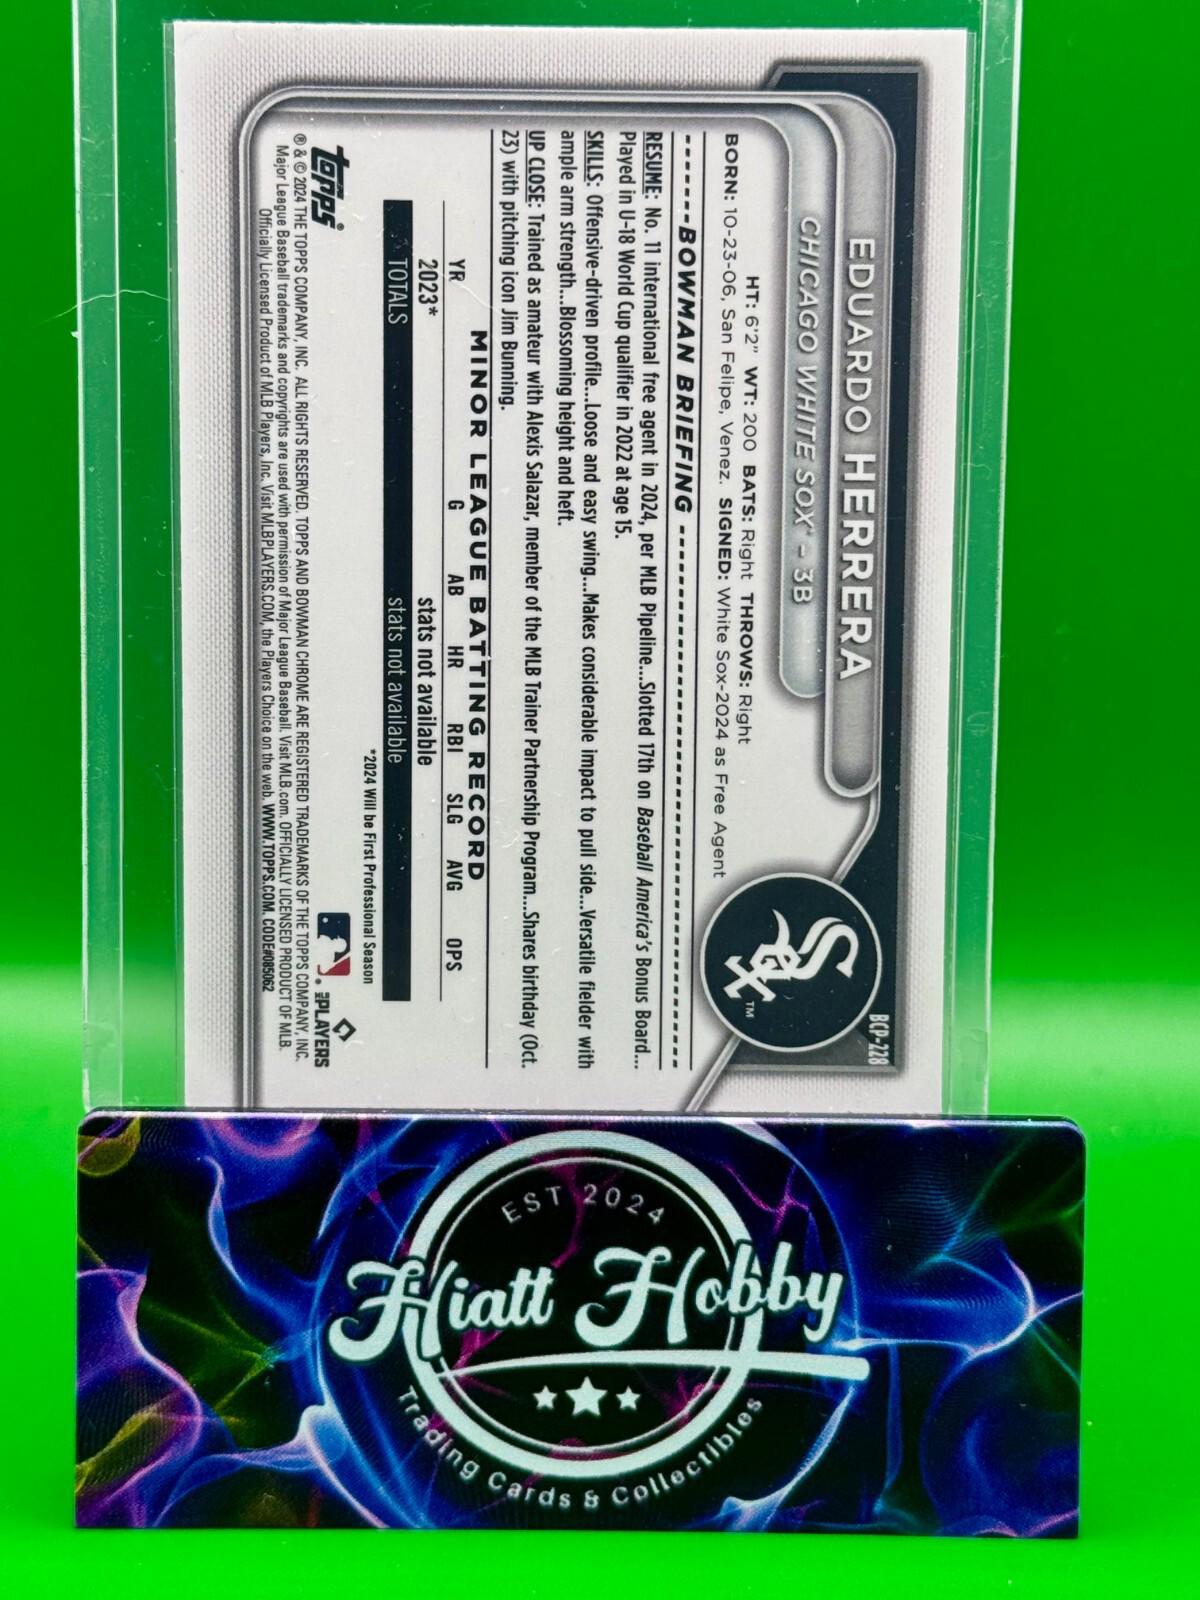 BCP-228
EDUARDO HERRERA
CHICAGO WHITE SOX® - 3B
HT: 6'2" WT: 200 BATS: Right THROWS: Right
BORN: 10-23-06, San Felipe, Venez. SIGNED: White Sox-2024 as Free Agent
SOX
TM
BOWMAN BRIEFING
RESUME: No. 11 international free agent in 2024, per MLB Pipeline...Slotted 17th on Baseball America's Bonus Board...
Played in U-18 World Cup qualifier in 2022 at age 15.
SKILLS: Offensive-driven profile...Loose and easy swing...Makes considerable impact to pull side...Versatile fielder with
ample arm strength...Blossoming height and heft.
UP CLOSE: Trained as amateur with Alexis Salazar, member of the MLB Trainer Partnership Program...Shares birthday (Oct.
23) with pitching icon Jim Bunning.
MINOR LEAGUE BATTING RECORD
YR G AB HR RBI SLG AVG OPS
2023* stats not available
TOTALS stats not available
*2024 Will be First Professional Season
topps®
MLB PLAYERS
® & © 2024 THE TOPPS COMPANY, INC. ALL RIGHTS RESERVED. TOPPS AND BOWMAN CHROME ARE REGISTERED TRADEMARKS OF THE TOPPS COMPANY, INC.
Major League Baseball trademarks and copyrights are used with permission of Major League Baseball. Visit MLB.com. OFFICIALLY LICENSED PRODUCT OF MLB.
Officially Licensed Product of MLB Players, Inc. Visit MLBPLAYERS.COM, the Players Choice on the web. WWW.TOPPS.COM. CODE#085062
EST 2024
Hiatt Hobby
Trading Cards & Collectibles